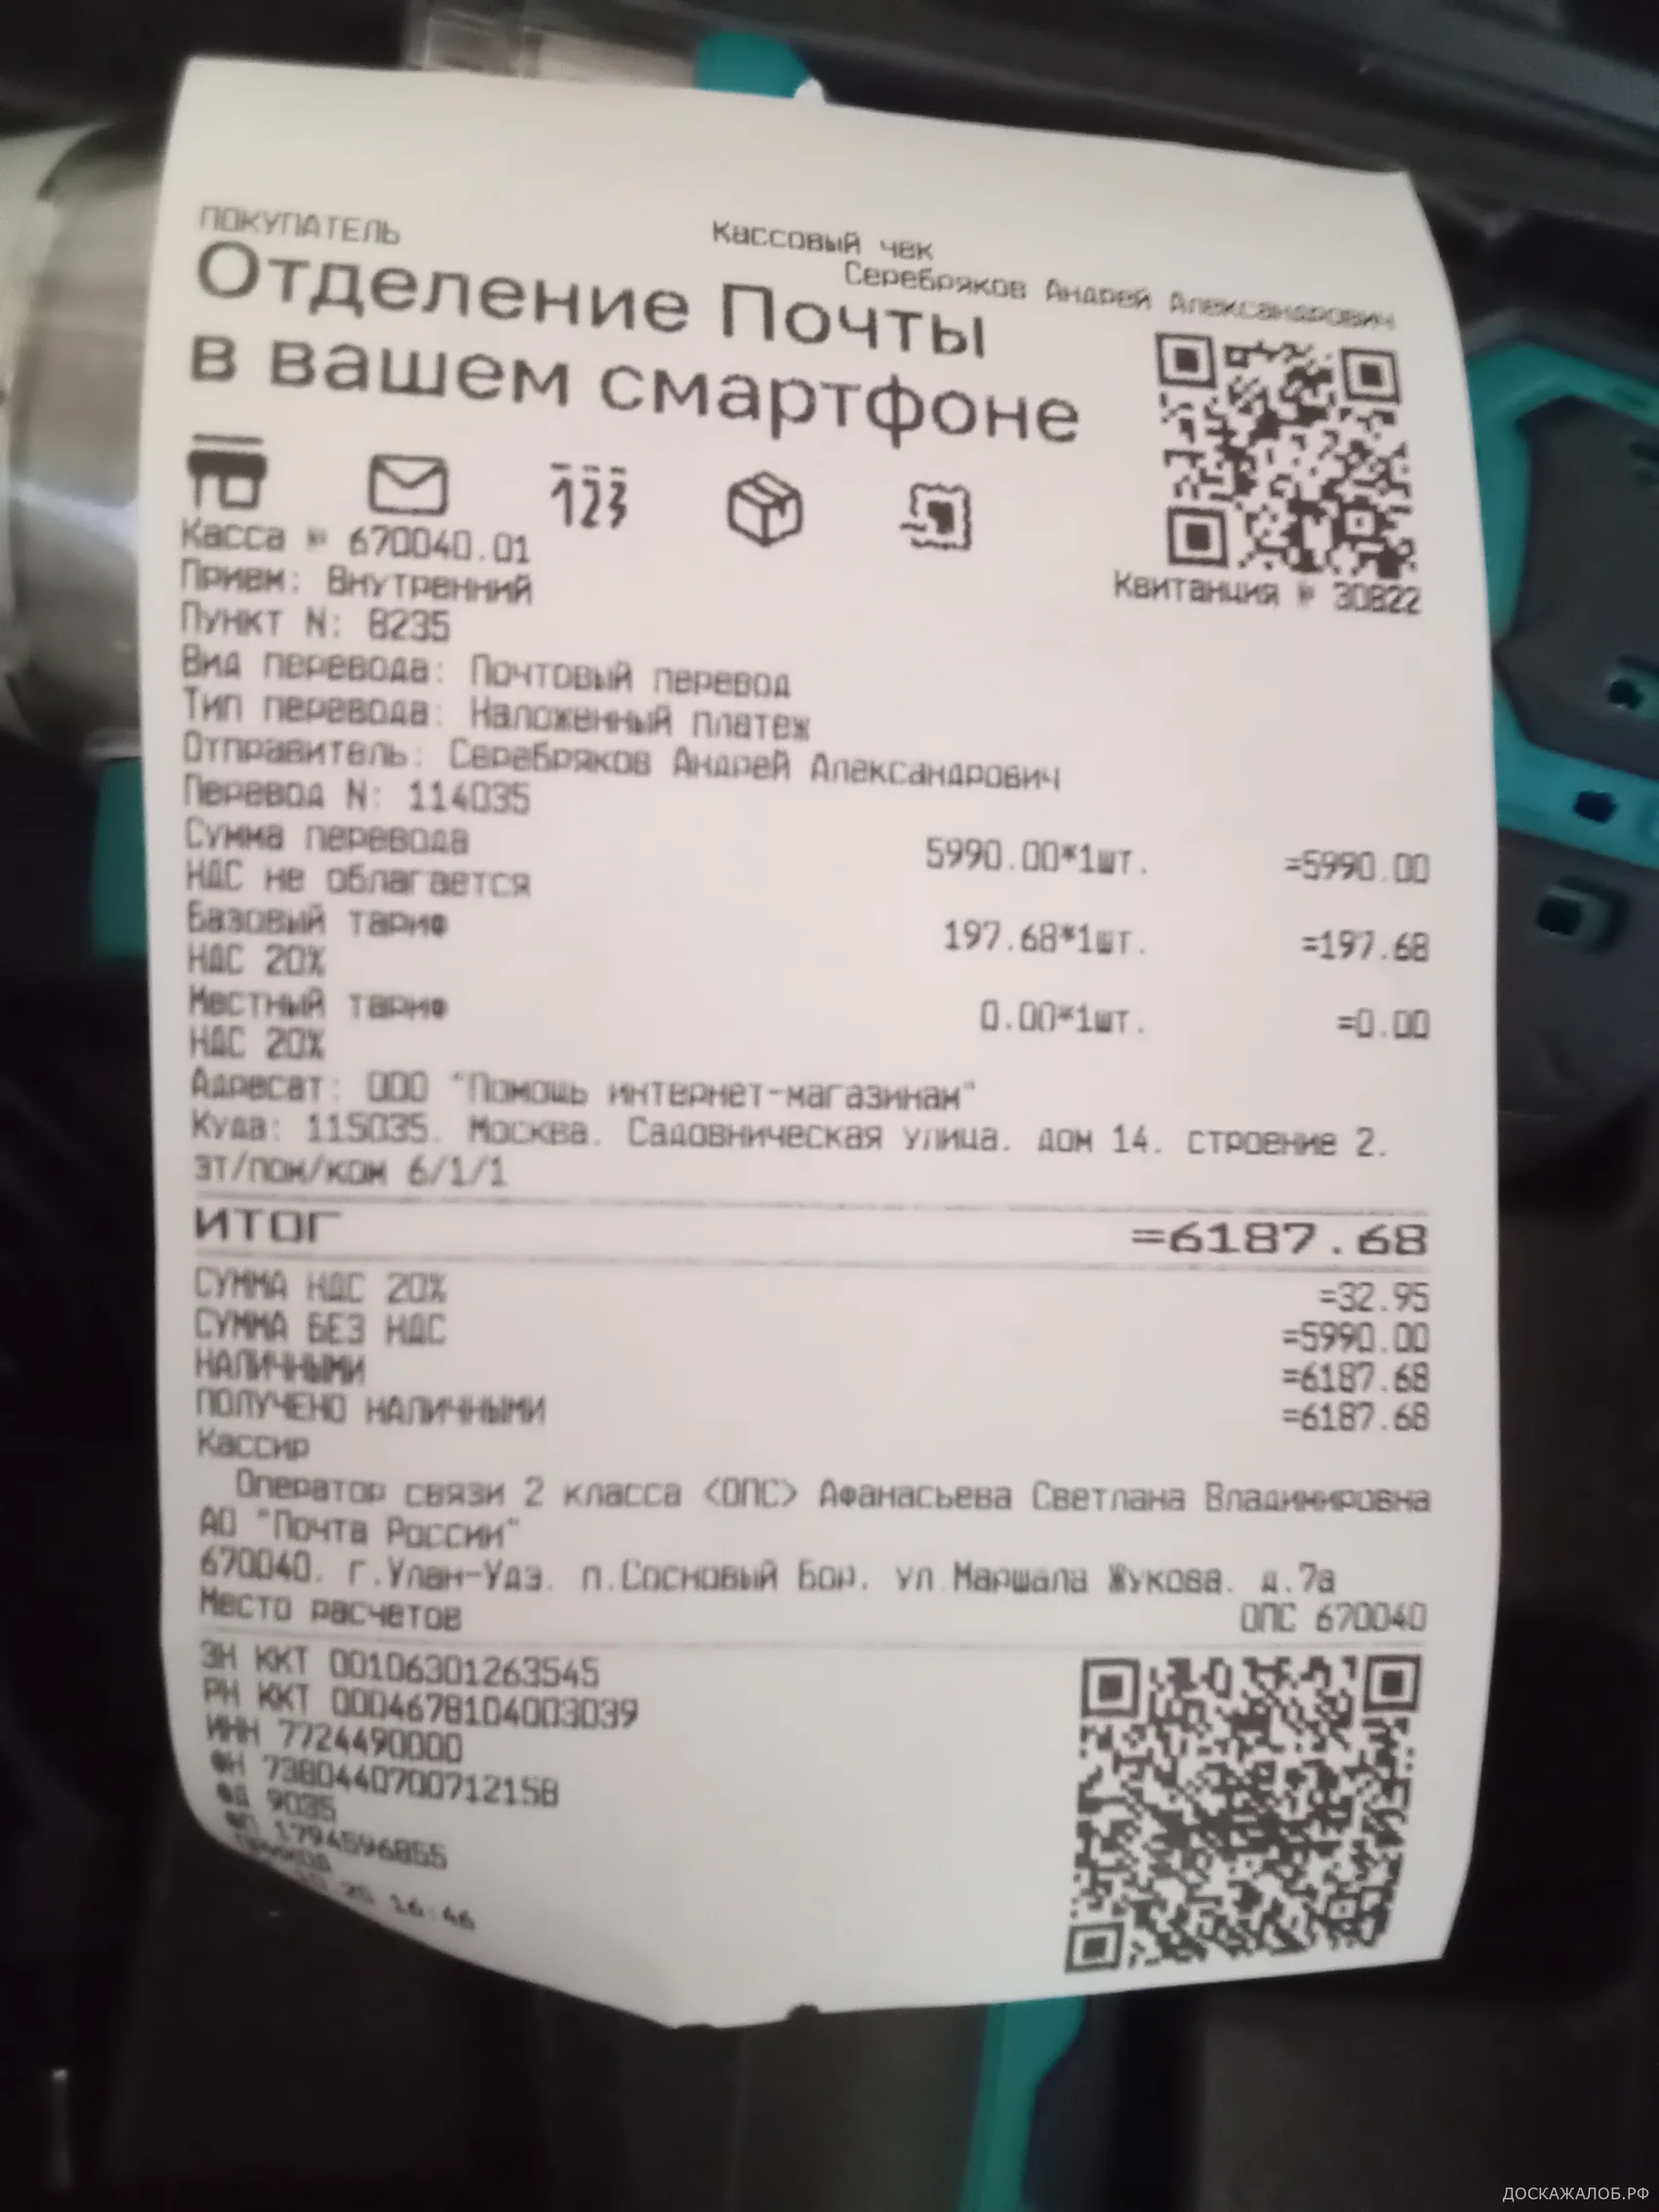 ПОКУПАТЕЛЬ
Кассовый чек
Серебряков Андрей Александрович
Отделение Почты
в вашем смартфоне
123
Касса № 670040.01
Прием: Внутренний
Квитанция № 30822
Пункт N: 8235
Вид перевода: Почтовый перевод
Тип перевода: Наложенный платеж
Отправитель: Серебряков Андрей Александрович
Перевод N: 114035
Сумма перевода 5990.00*1шт. =5990.00
НДС не облагается
Базовый тариф 197.68*1шт. =197.68
НДС 20%
Местный тариф 0.00*1шт. =0.00
НДС 20%
Адресат: ООО "Помощь интернет-магазинам"
Куда: 115035. Москва. Садовническая улица. дом 14. строение 2.
эт/пом/ком 6/1/1
ИТОГ =6187.68
СУММА НДС 20% =32.95
СУММА БЕЗ НДС =5990.00
НАЛИЧНЫМИ =6187.68
ПОЛУЧЕНО НАЛИЧНЫМИ =6187.68
Кассир
Оператор связи 2 класса <ОПС> Афанасьева Светлана Владимировна
АО "Почта России"
670040. г.Улан-Удэ. п.Сосновый Бор. ул.Маршала Жукова. д.7а
Место расчетов ОПС 670040
ЗН ККТ 00106301263545
РН ККТ 0004678104003039
ИНН 7724490000
ФН 7380440700712158
ФД 9035
ФП 1794596855
16:46
ДОСКАЖАЛОБ.РФ